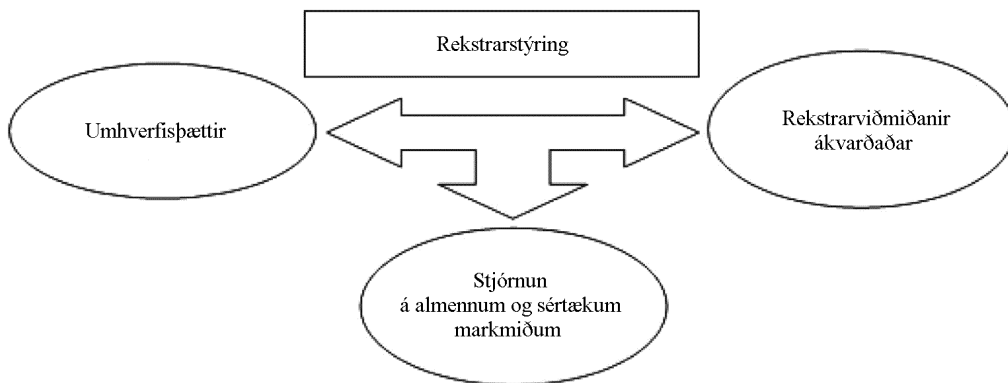 Rekstrarstýring
Umhverfisþættir
Rekstrarviðmiðanir
ákvarðaðar
Stjórnun
á almennum og sértækum
markmiðum